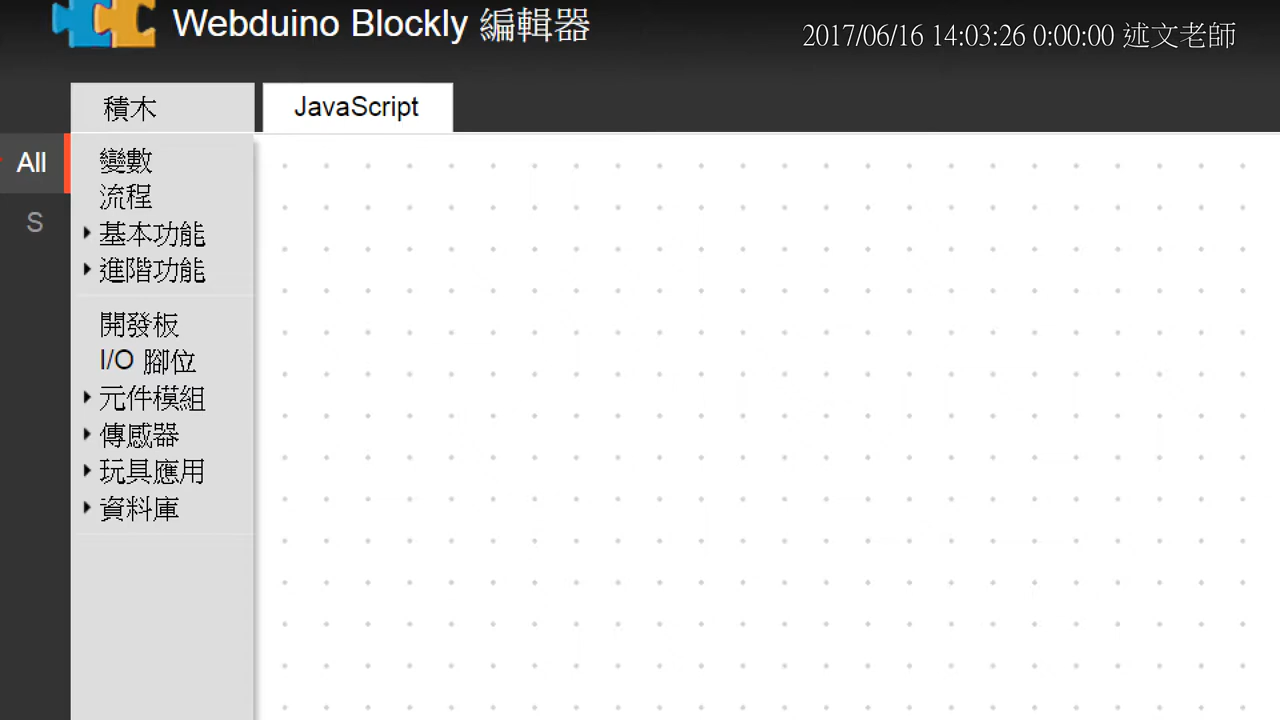 Webduino Blockly 編輯器
2017/06/16 14:03:26 0:00:00 述文老師
積木
JavaScript
All
S
變數
流程
基本功能
進階功能
開發板
I/O 腳位
元件模組
傳感器
玩具應用
資料庫